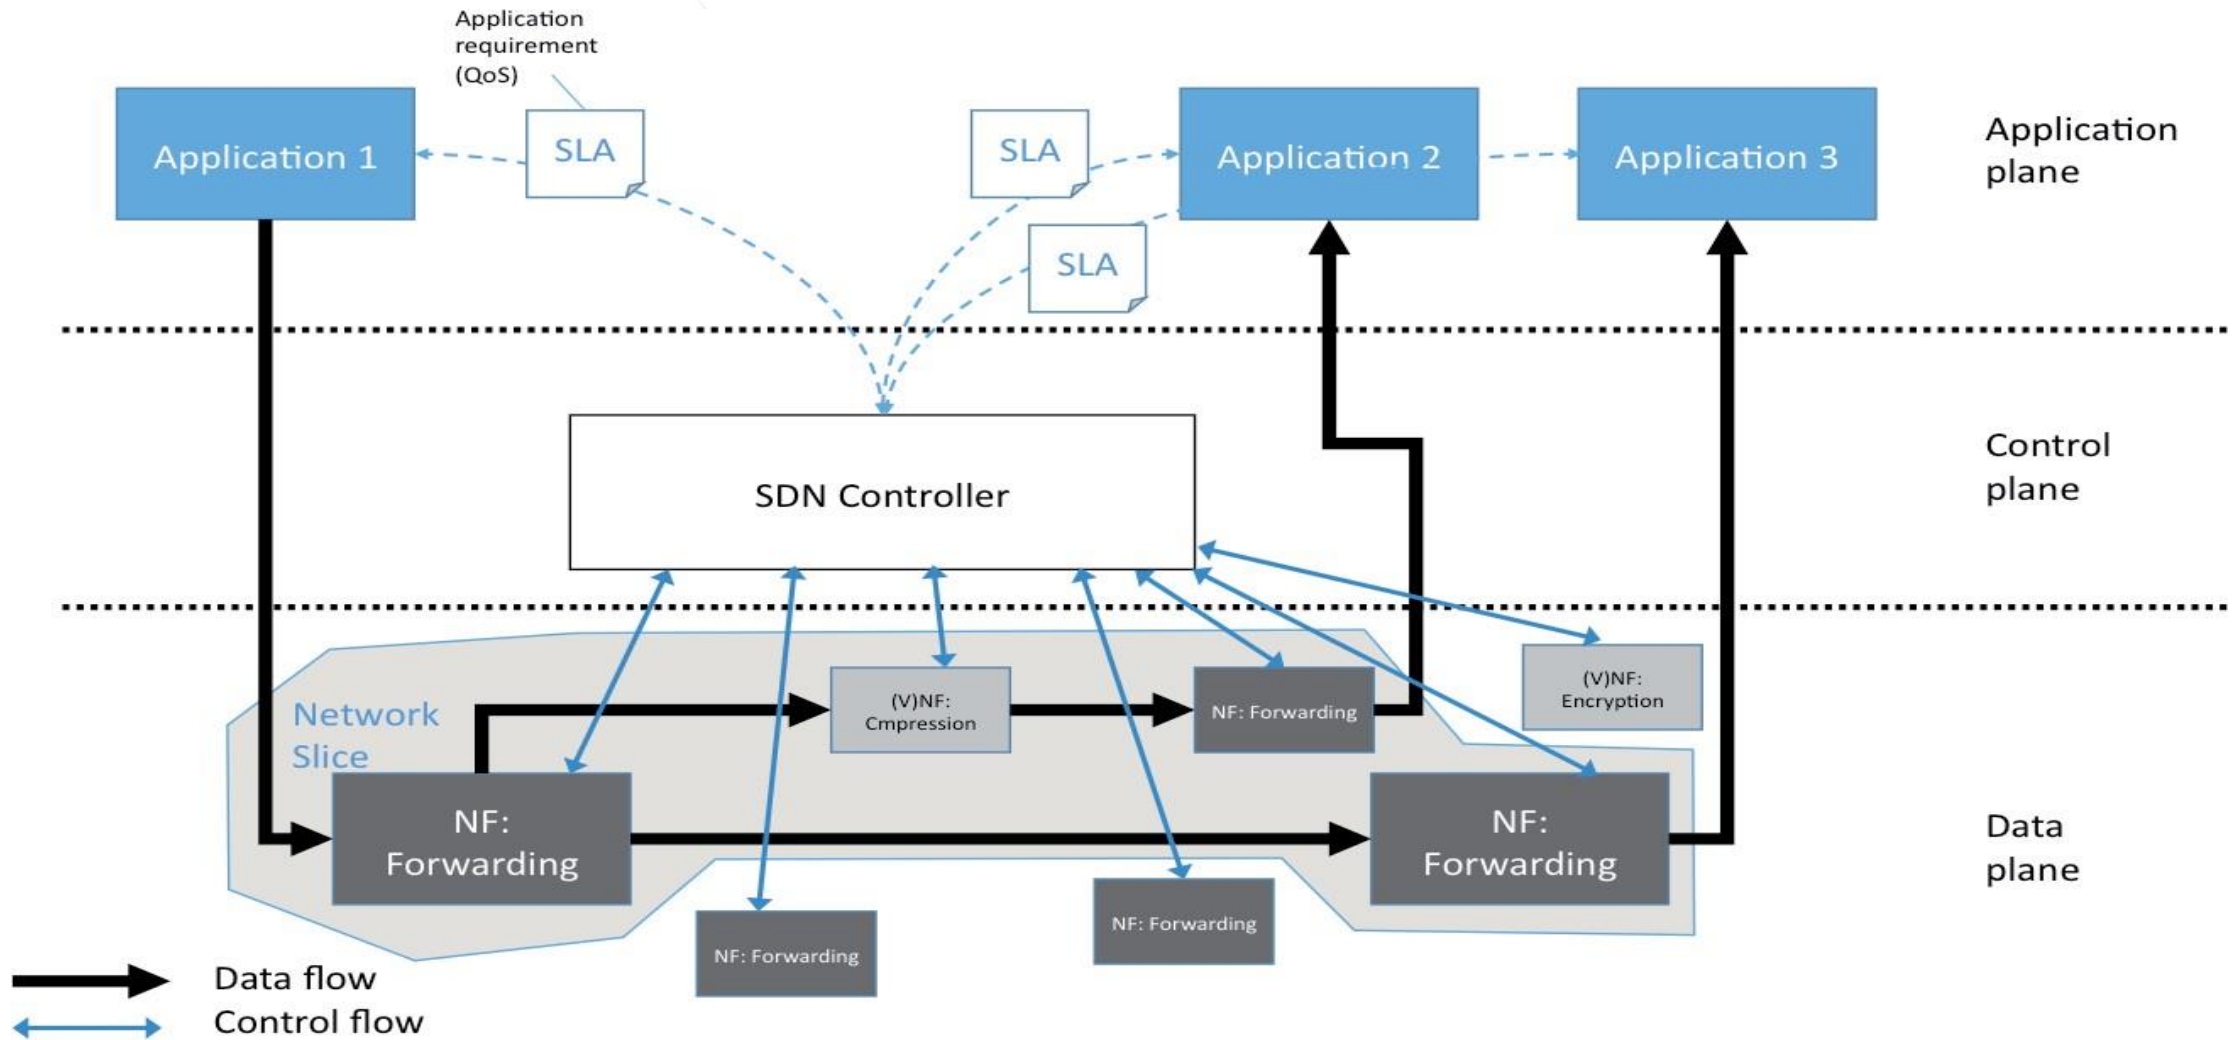 Application
requirement
(QoS)
Application 1
SLA
SLA
Application 2
Application 3
Application
plane
SLA
SDN Controller
Control
plane
Network
Slice
(V)NF:
Cmpression
NF: Forwarding
(V)NF:
Encryption
NF:
Forwarding
NF:
Forwarding
Data
plane
NF: Forwarding
NF: Forwarding
Data flow
Control flow